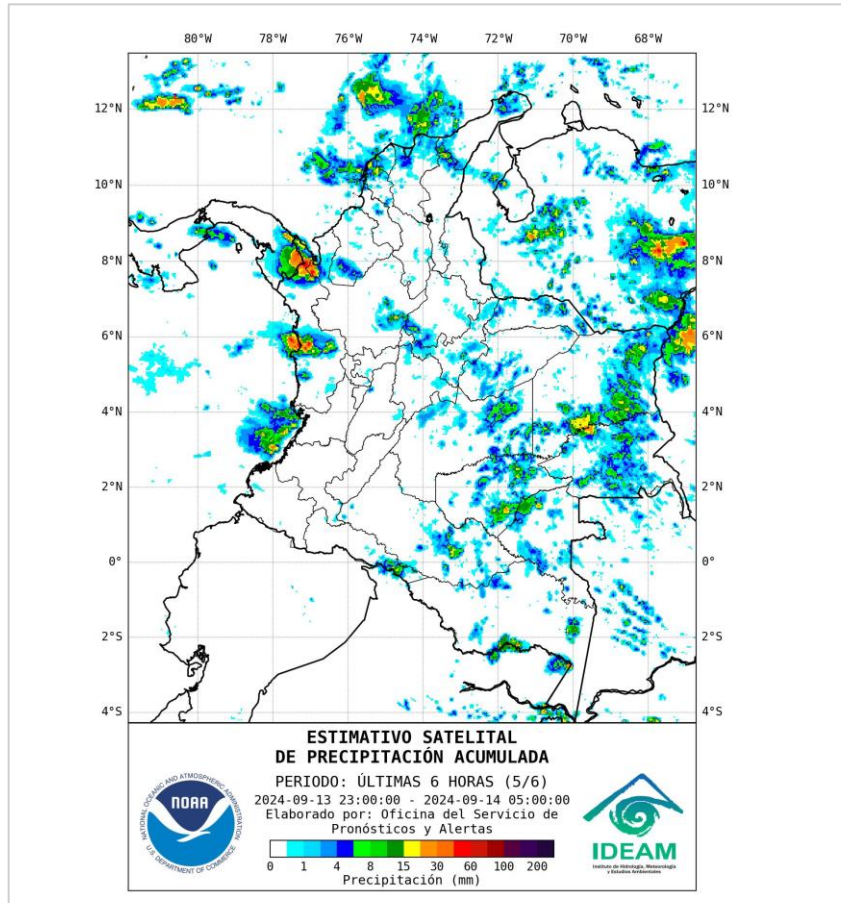 80°W 78°W 76°W 74°W 72°W 70°W 68°W
12°N 12°N
10°N 10°N
8°N 8°N
6°N 6°N
4°N 4°N
2°N 2°N
0° 0°
2°S 2°S
4°S 4°S
ESTIMATIVO SATELITAL
DE PRECIPITACIÓN ACUMULADA
PERIODO: ÚLTIMAS 6 HORAS (5/6)
2024-09-13 23:00:00 - 2024-09-14 05:00:00
Elaborado por: Oficina del Servicio de
Pronósticos y Alertas
0 1 4 8 15 30 60 100 200
Precipitación (mm)
NATIONAL OCEANIC AND ATMOSPHERIC ADMINISTRATION
NOAA
U.S. DEPARTMENT OF COMMERCE
IDEAM
Instituto de Hidrología, Meteorología
y Estudios Ambientales